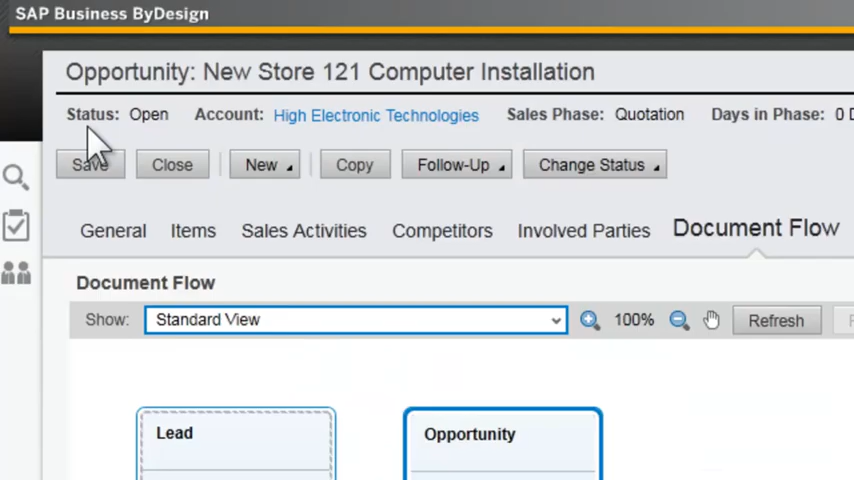 SAP Business ByDesign
Opportunity: New Store 121 Computer Installation
Status: Open Account: High Electronic Technologies Sales Phase: Quotation Days in Phase: 0 D
Save Close New Copy Follow-Up Change Status
General Items Sales Activities Competitors Involved Parties Document Flow
Document Flow
Show: Standard View 100% Refresh
Lead Opportunity